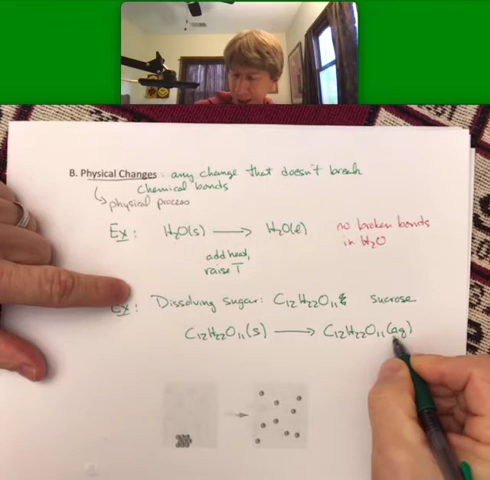 B. Physical Changes: any change that doesn't break
chemical bonds
↳ physical process
Ex: H₂O(s) → H₂O(l) no broken bonds
in H₂O
add heat,
raise T
Ex: Dissolving sugar: C₁₂H₂₂O₁₁ sucrose
C₁₂H₂₂O₁₁(s) → C₁₂H₂₂O₁₁(aq)